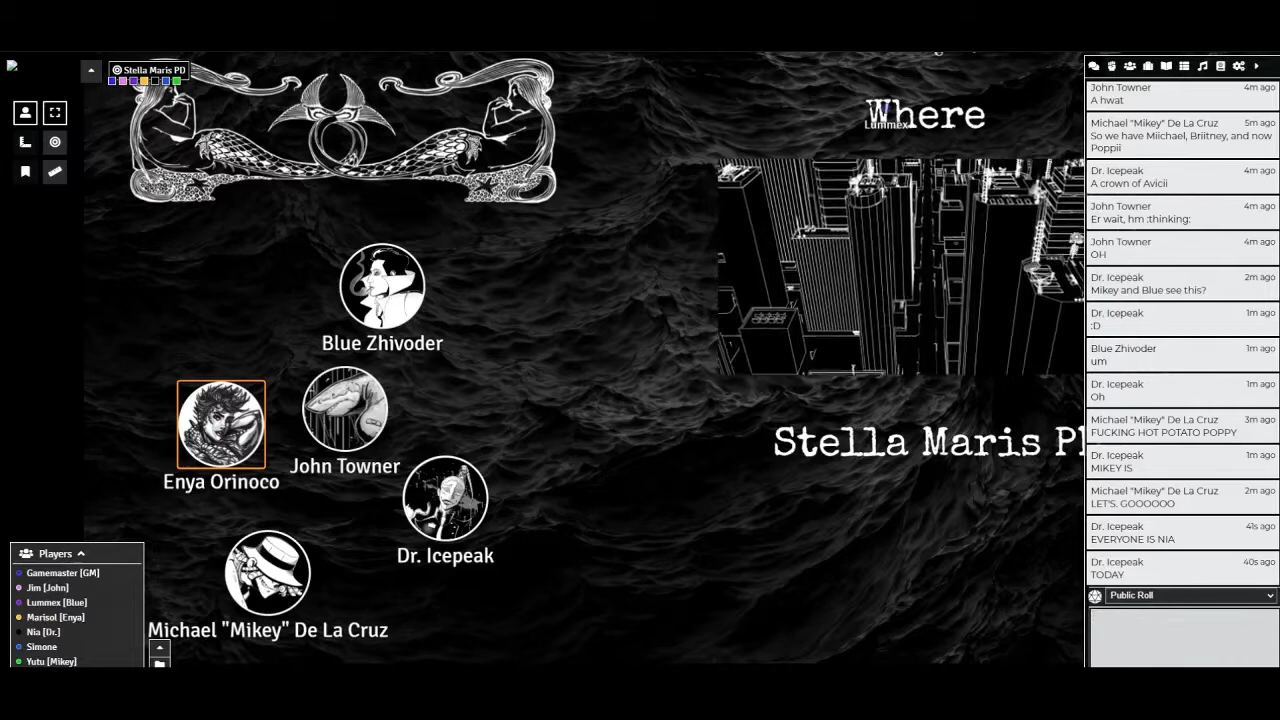 Stella Maris PD
Where
Lummex
Blue Zhivoder
Enya Orinoco
John Towner
Dr. Icepeak
Michael "Mikey" De La Cruz
Stella Maris P
Players
Gamemaster [GM]
Jim [John]
Lummex [Blue]
Marisol [Enya]
Nia [Dr.]
Simone
Yutu [Mikey]
John Towner 4m ago
A hwat
Michael "Mikey" De La Cruz 5m ago
So we have Miichael, Briitney, and now
Poppii
Dr. Icepeak 4m ago
A crown of Avicii
John Towner 4m ago
Er wait, hm :thinking:
John Towner 4m ago
OH
Dr. Icepeak 2m ago
Mikey and Blue see this?
Dr. Icepeak 1m ago
:D
Blue Zhivoder 1m ago
um
Dr. Icepeak 1m ago
Oh
Michael "Mikey" De La Cruz 3m ago
FUCKING HOT POTATO POPPY
Dr. Icepeak 1m ago
MIKEY IS
Michael "Mikey" De La Cruz 2m ago
LET'S. GOOOOOO
Dr. Icepeak 41s ago
EVERYONE IS NIA
Dr. Icepeak 40s ago
TODAY
Public Roll